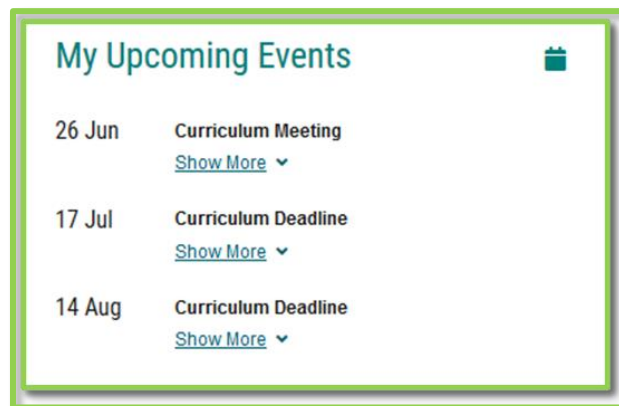 My Upcoming Events
26 Jun Curriculum Meeting
Show More
17 Jul Curriculum Deadline
Show More
14 Aug Curriculum Deadline
Show More